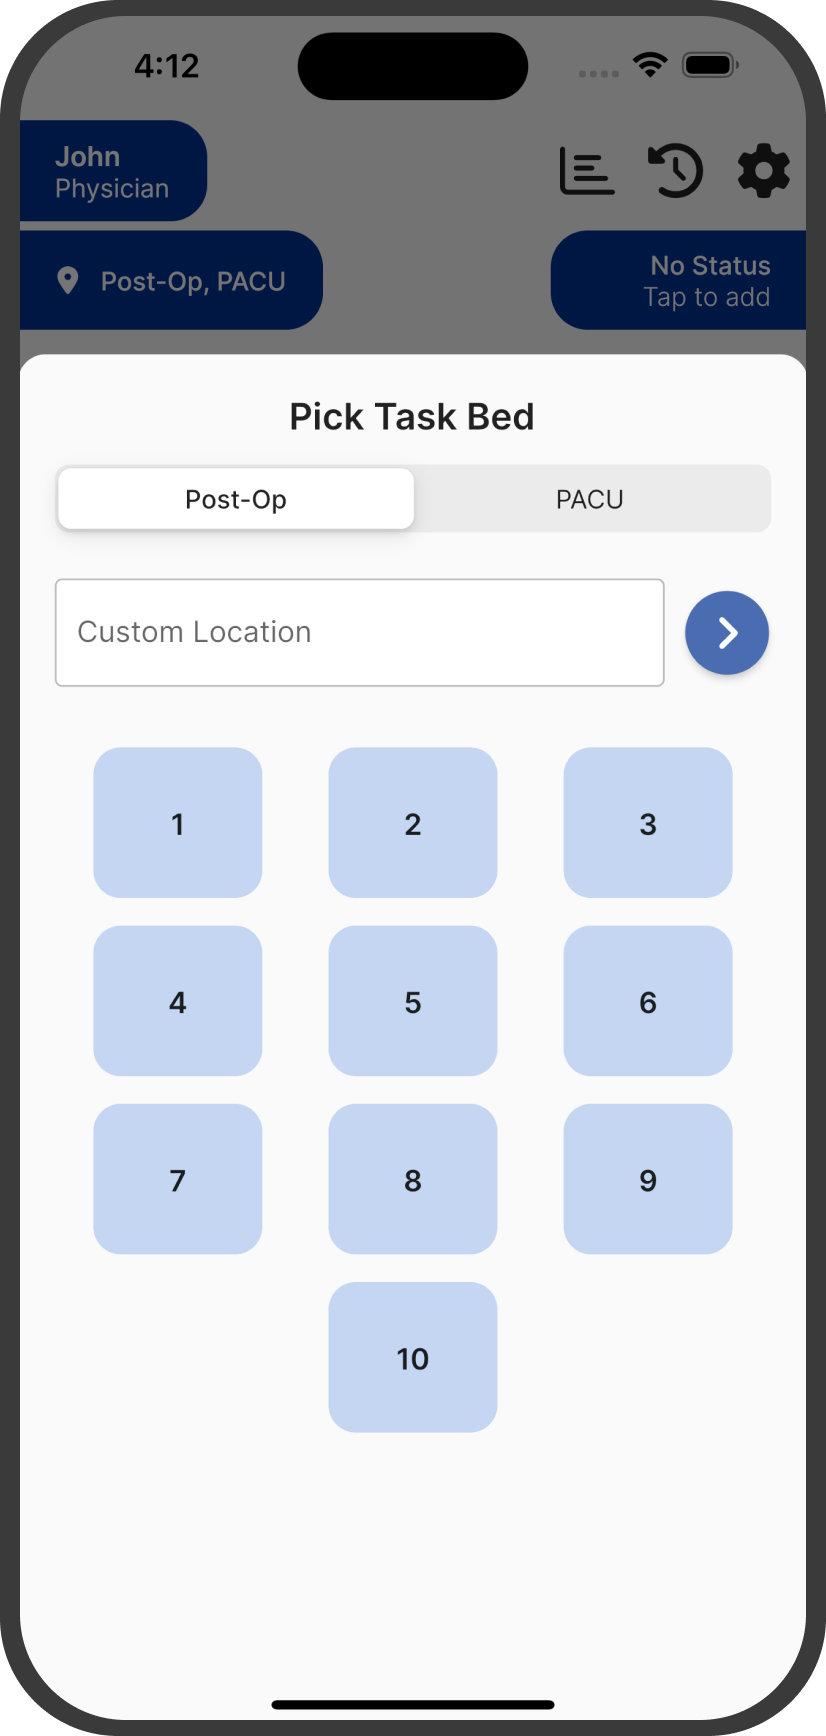 4:12
John
Physician
Post-Op, PACU
No Status
Tap to add
Pick Task Bed
Post-Op
PACU
Custom Location
1
2
3
4
5
6
7
8
9
10